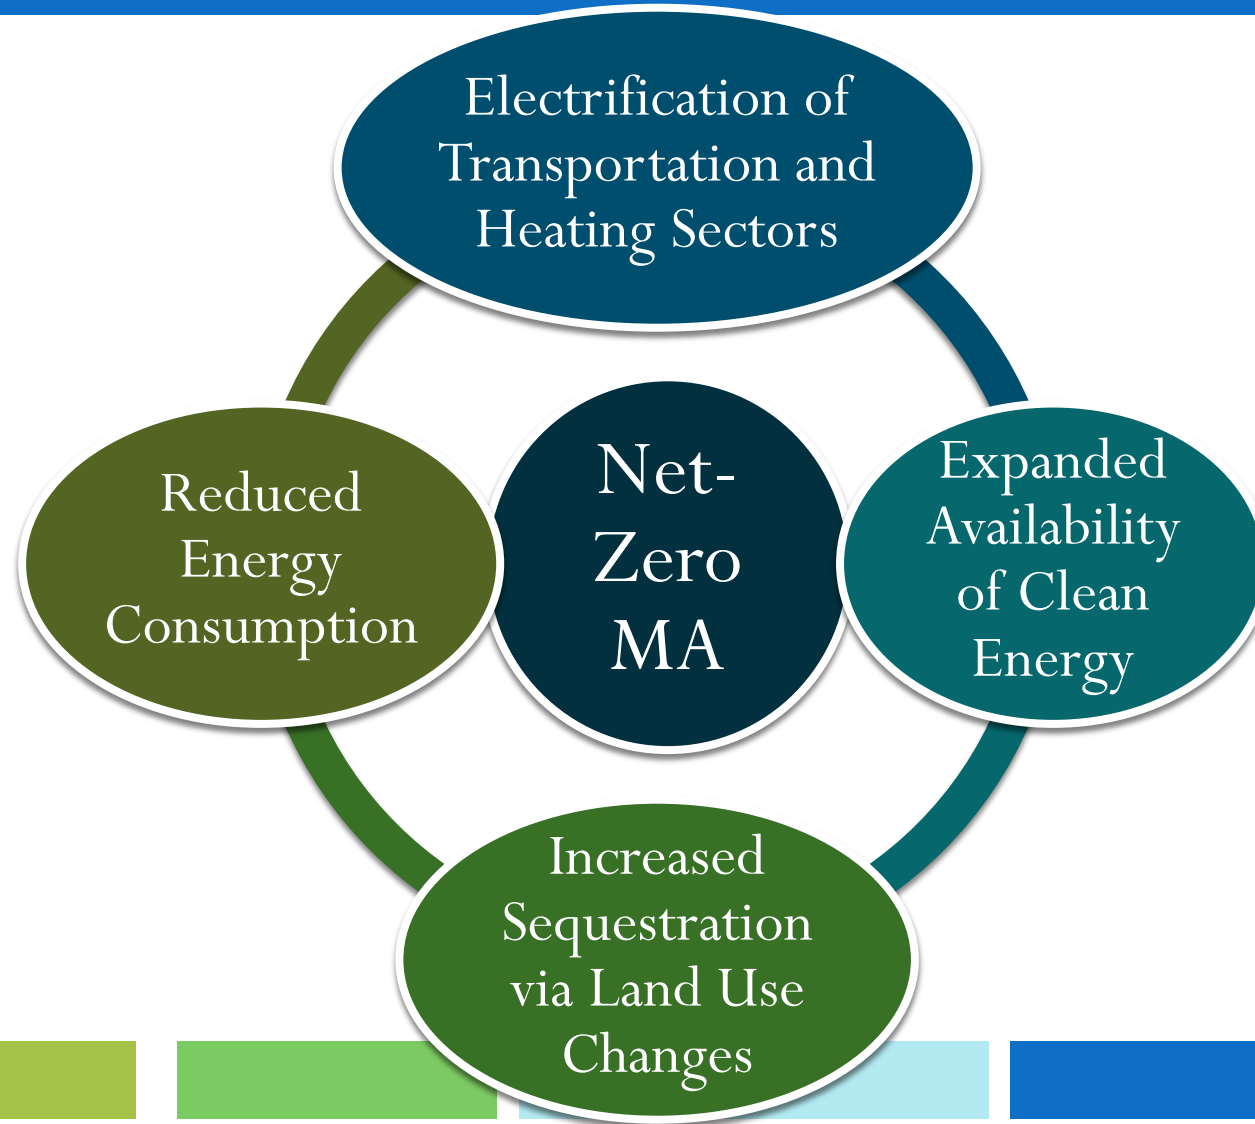 Electrification of
Transportation and
Heating Sectors
Reduced
Energy
Consumption
Net-
Zero
MA
Expanded
Availability
of Clean
Energy
Increased
Sequestration
via Land Use
Changes